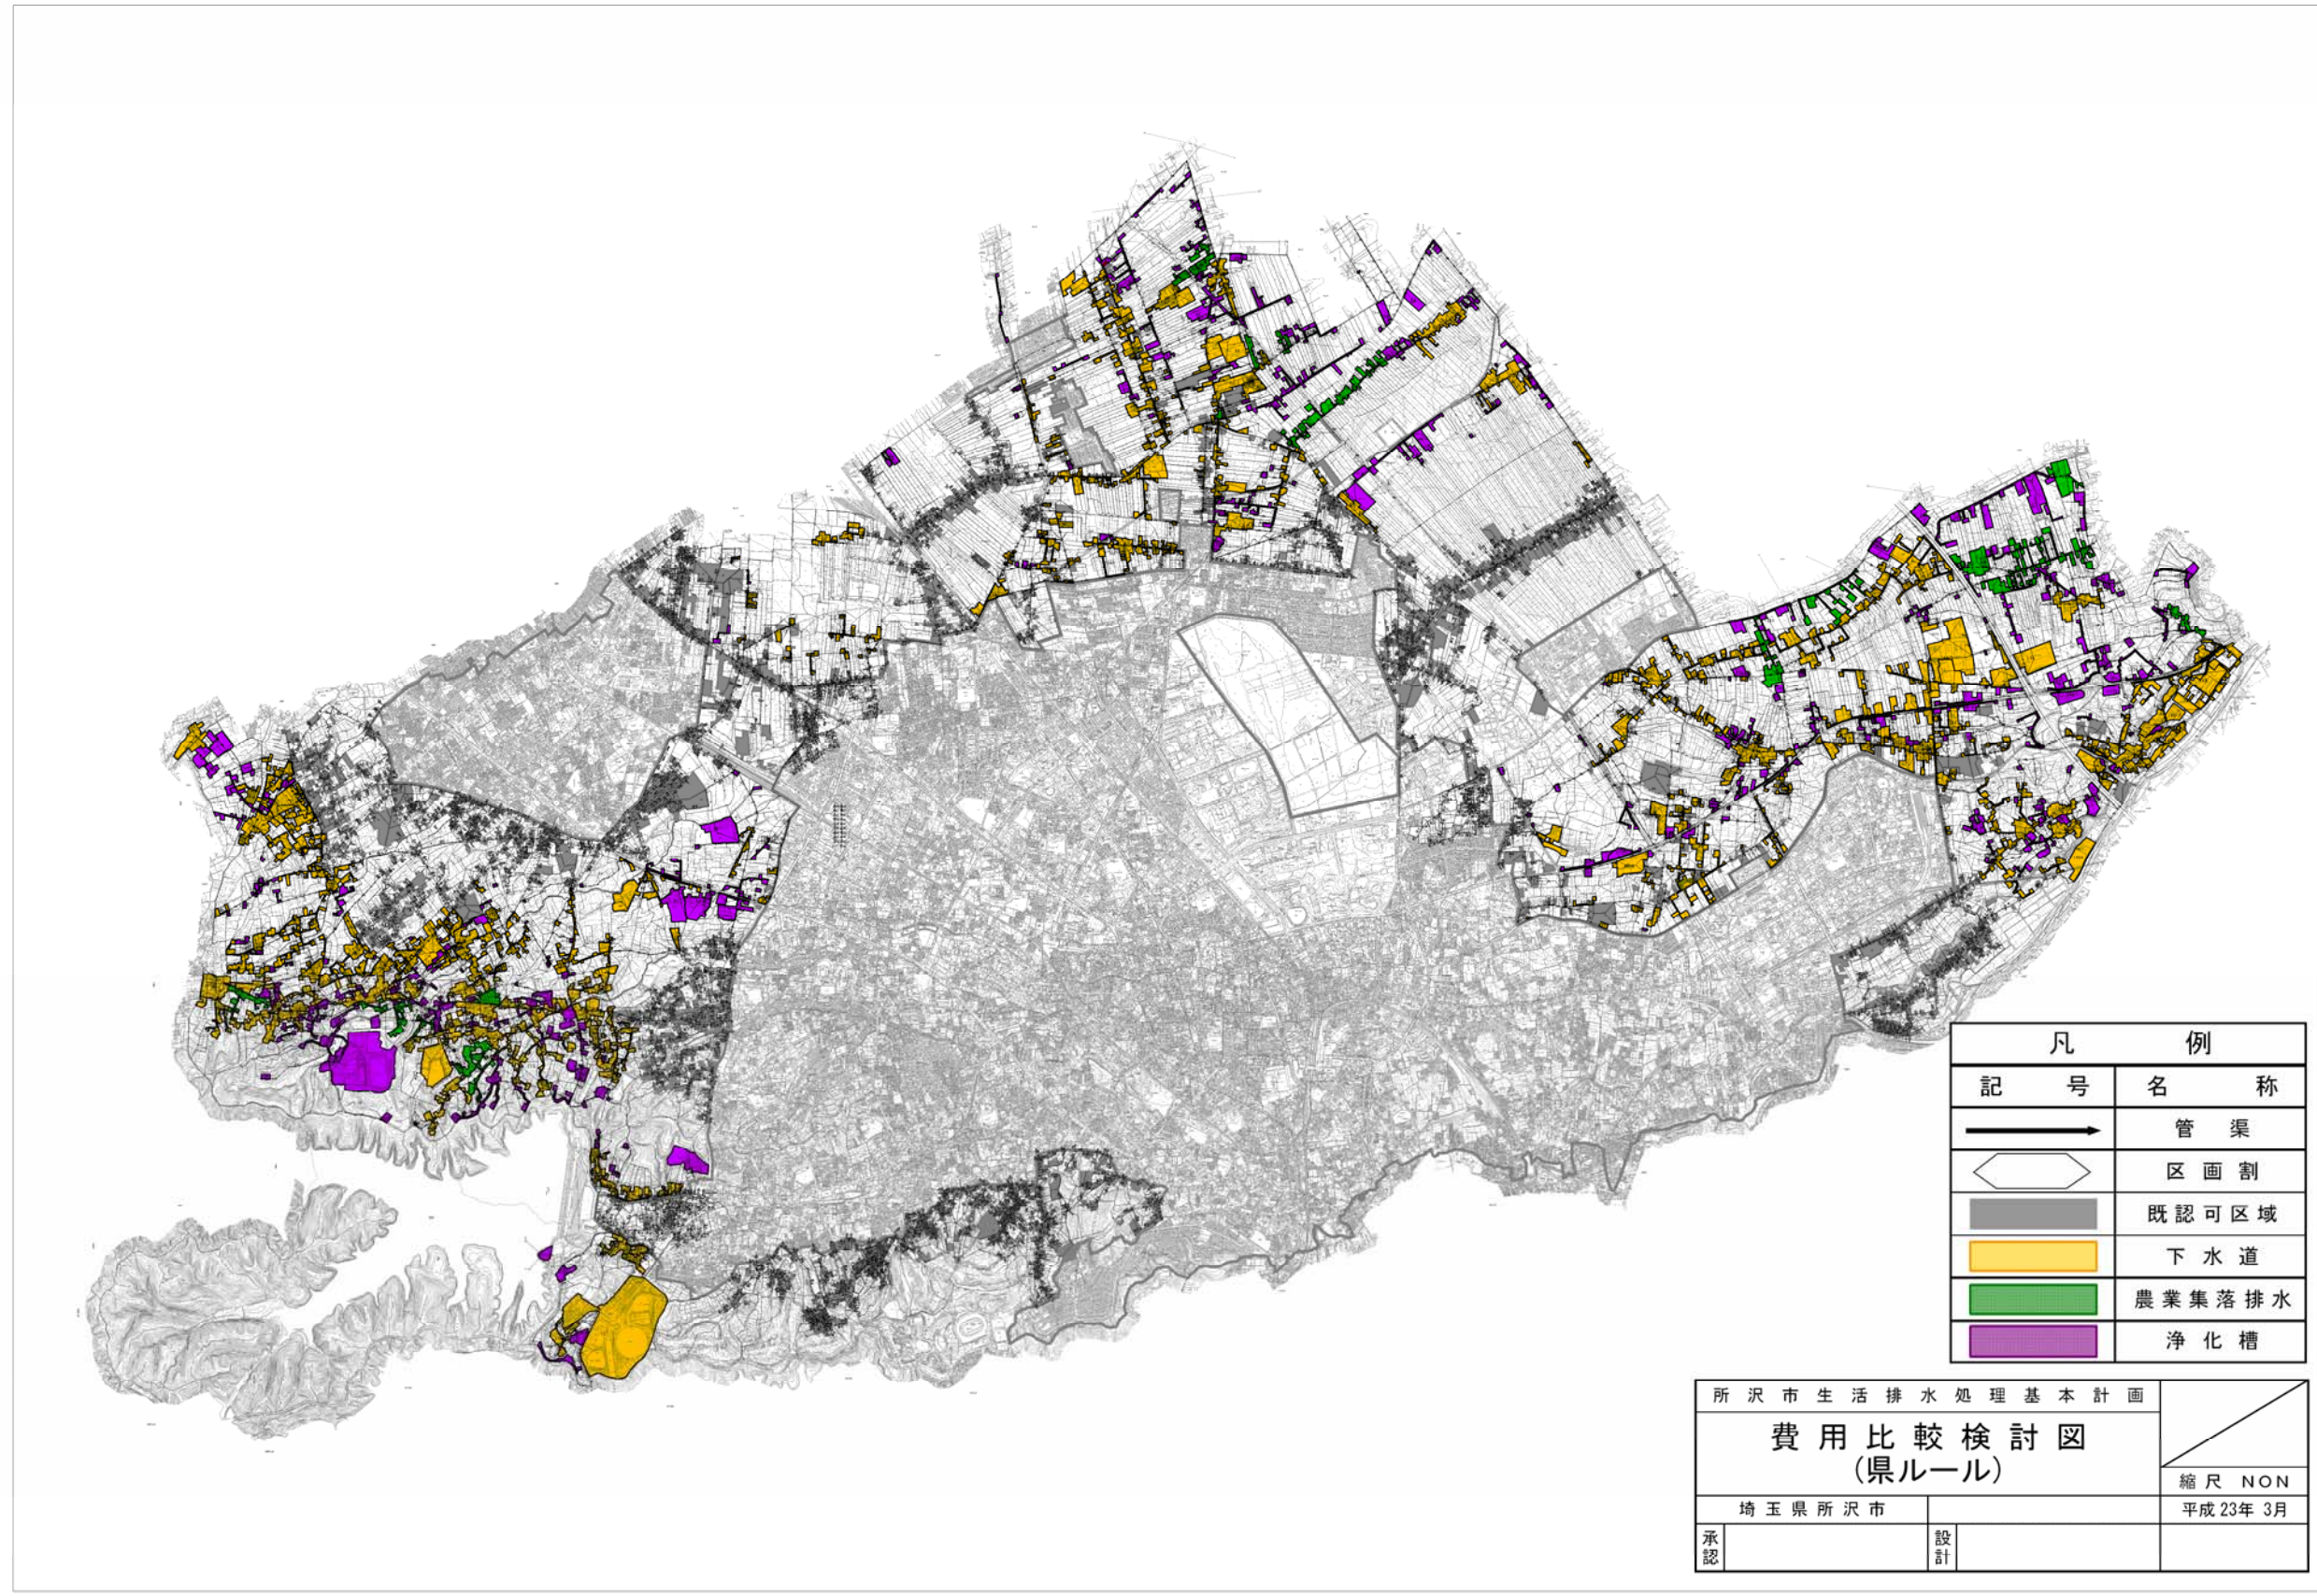 凡例
記号 名称
管渠
区画割
既認可区域
下水道
農業集落排水
浄化槽
所沢市生活排水処理基本計画
費用比較検討図
(県ルール)
縮尺 NON
埼玉県所沢市
平成23年 3月
承認
設計